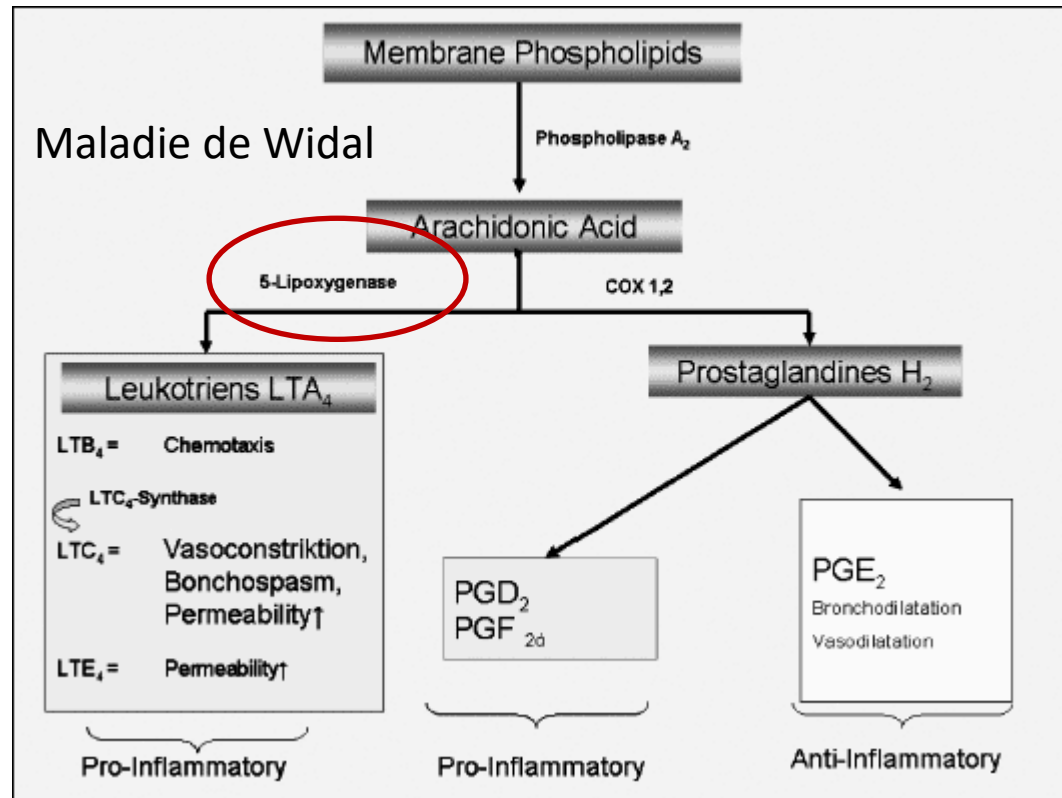 Membrane Phospholipids
Maladie de Widal
Phospholipase A₂
Arachidonic Acid
5-Lipoxygenase
COX 1,2
Leukotriens LTA₄
Prostaglandines H₂
LTB₄ = Chemotaxis
LTC₄-Synthase
LTC₄ = Vasoconstriktion,
Bonchospasm,
Permeability↑
LTE₄ = Permeability↑
PGD₂
PGF 2á
PGE₂
Bronchodilatation
Vasodilatation
Pro-Inflammatory
Pro-Inflammatory
Anti-Inflammatory